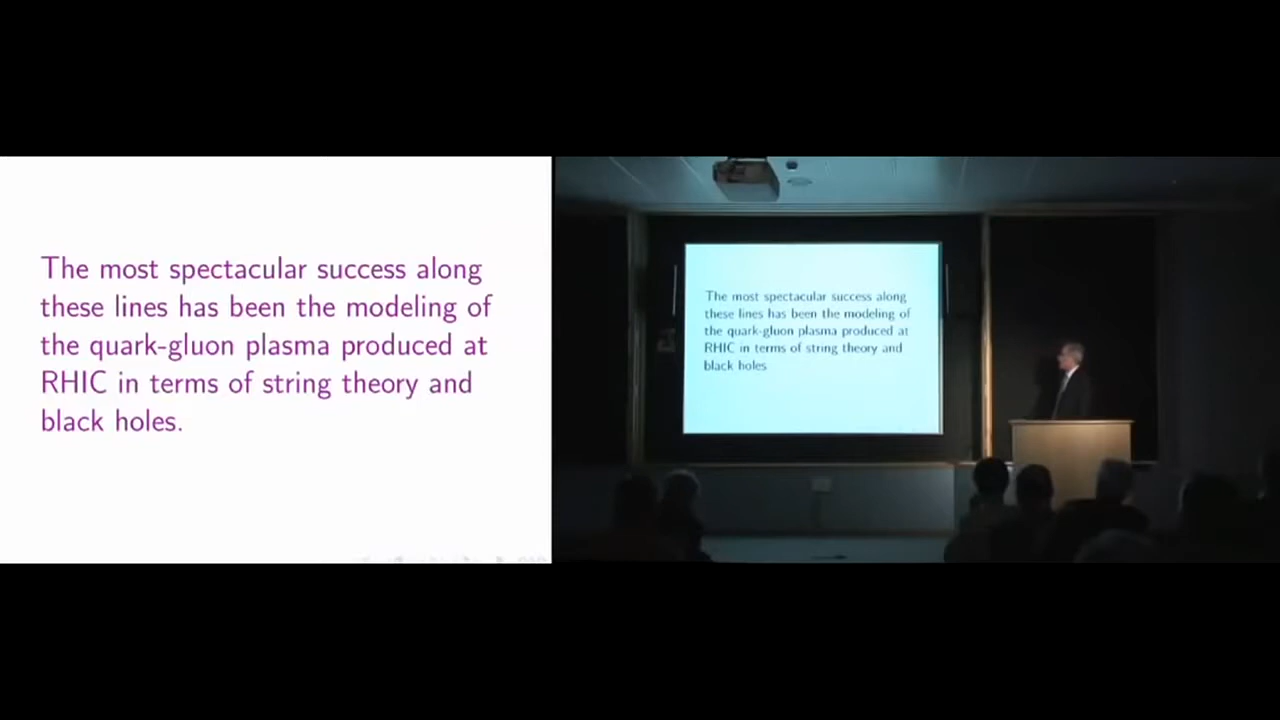 The most spectacular success along
these lines has been the modeling of
the quark-gluon plasma produced at
RHIC in terms of string theory and
black holes.
The most spectacular success along
these lines has been the modeling of
the quark-gluon plasma produced at
RHIC in terms of string theory and
black holes